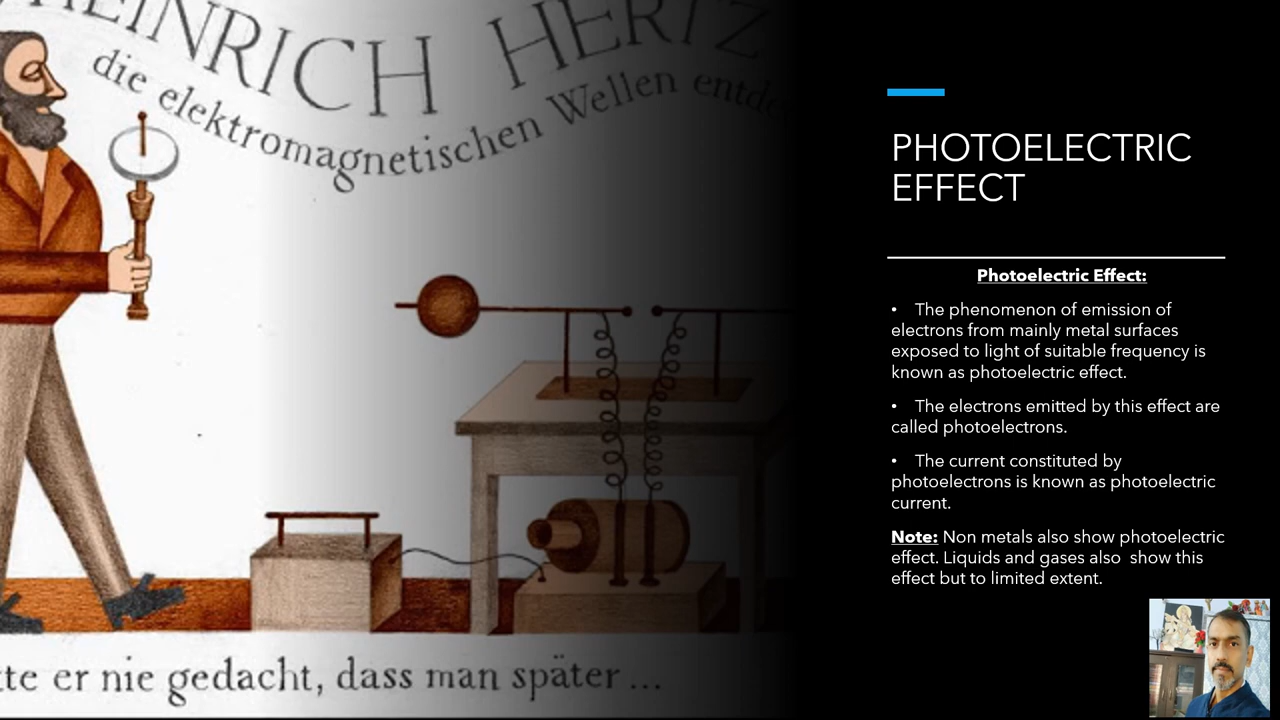 HEINRICH HERTZ
die elektromagnetischen Wellen entde
te er nie gedacht, dass man später ...
PHOTOELECTRIC
EFFECT
Photoelectric Effect:
• The phenomenon of emission of
electrons from mainly metal surfaces
exposed to light of suitable frequency is
known as photoelectric effect.
• The electrons emitted by this effect are
called photoelectrons.
• The current constituted by
photoelectrons is known as photoelectric
current.
Note: Non metals also show photoelectric
effect. Liquids and gases also show this
effect but to limited extent.